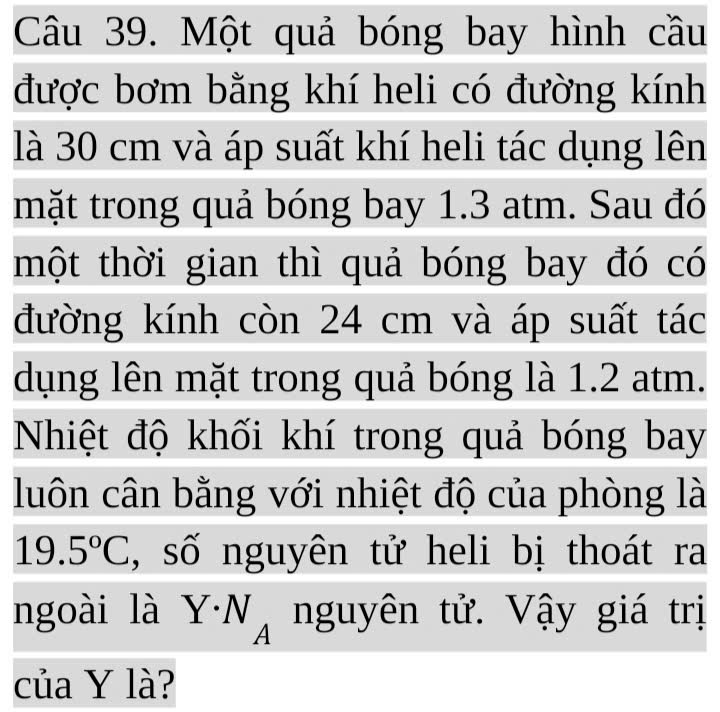 Câu 39. Một quả bóng bay hình cầu
được bơm bằng khí heli có đường kính
là 30 cm và áp suất khí heli tác dụng lên
mặt trong quả bóng bay 1.3 atm. Sau đó
một thời gian thì quả bóng bay đó có
đường kính còn 24 cm và áp suất tác
dụng lên mặt trong quả bóng là 1.2 atm.
Nhiệt độ khối khí trong quả bóng bay
luôn cân bằng với nhiệt độ của phòng là
19.5ºC, số nguyên tử heli bị thoát ra
ngoài là Y·N_A nguyên tử. Vậy giá trị
của Y là?